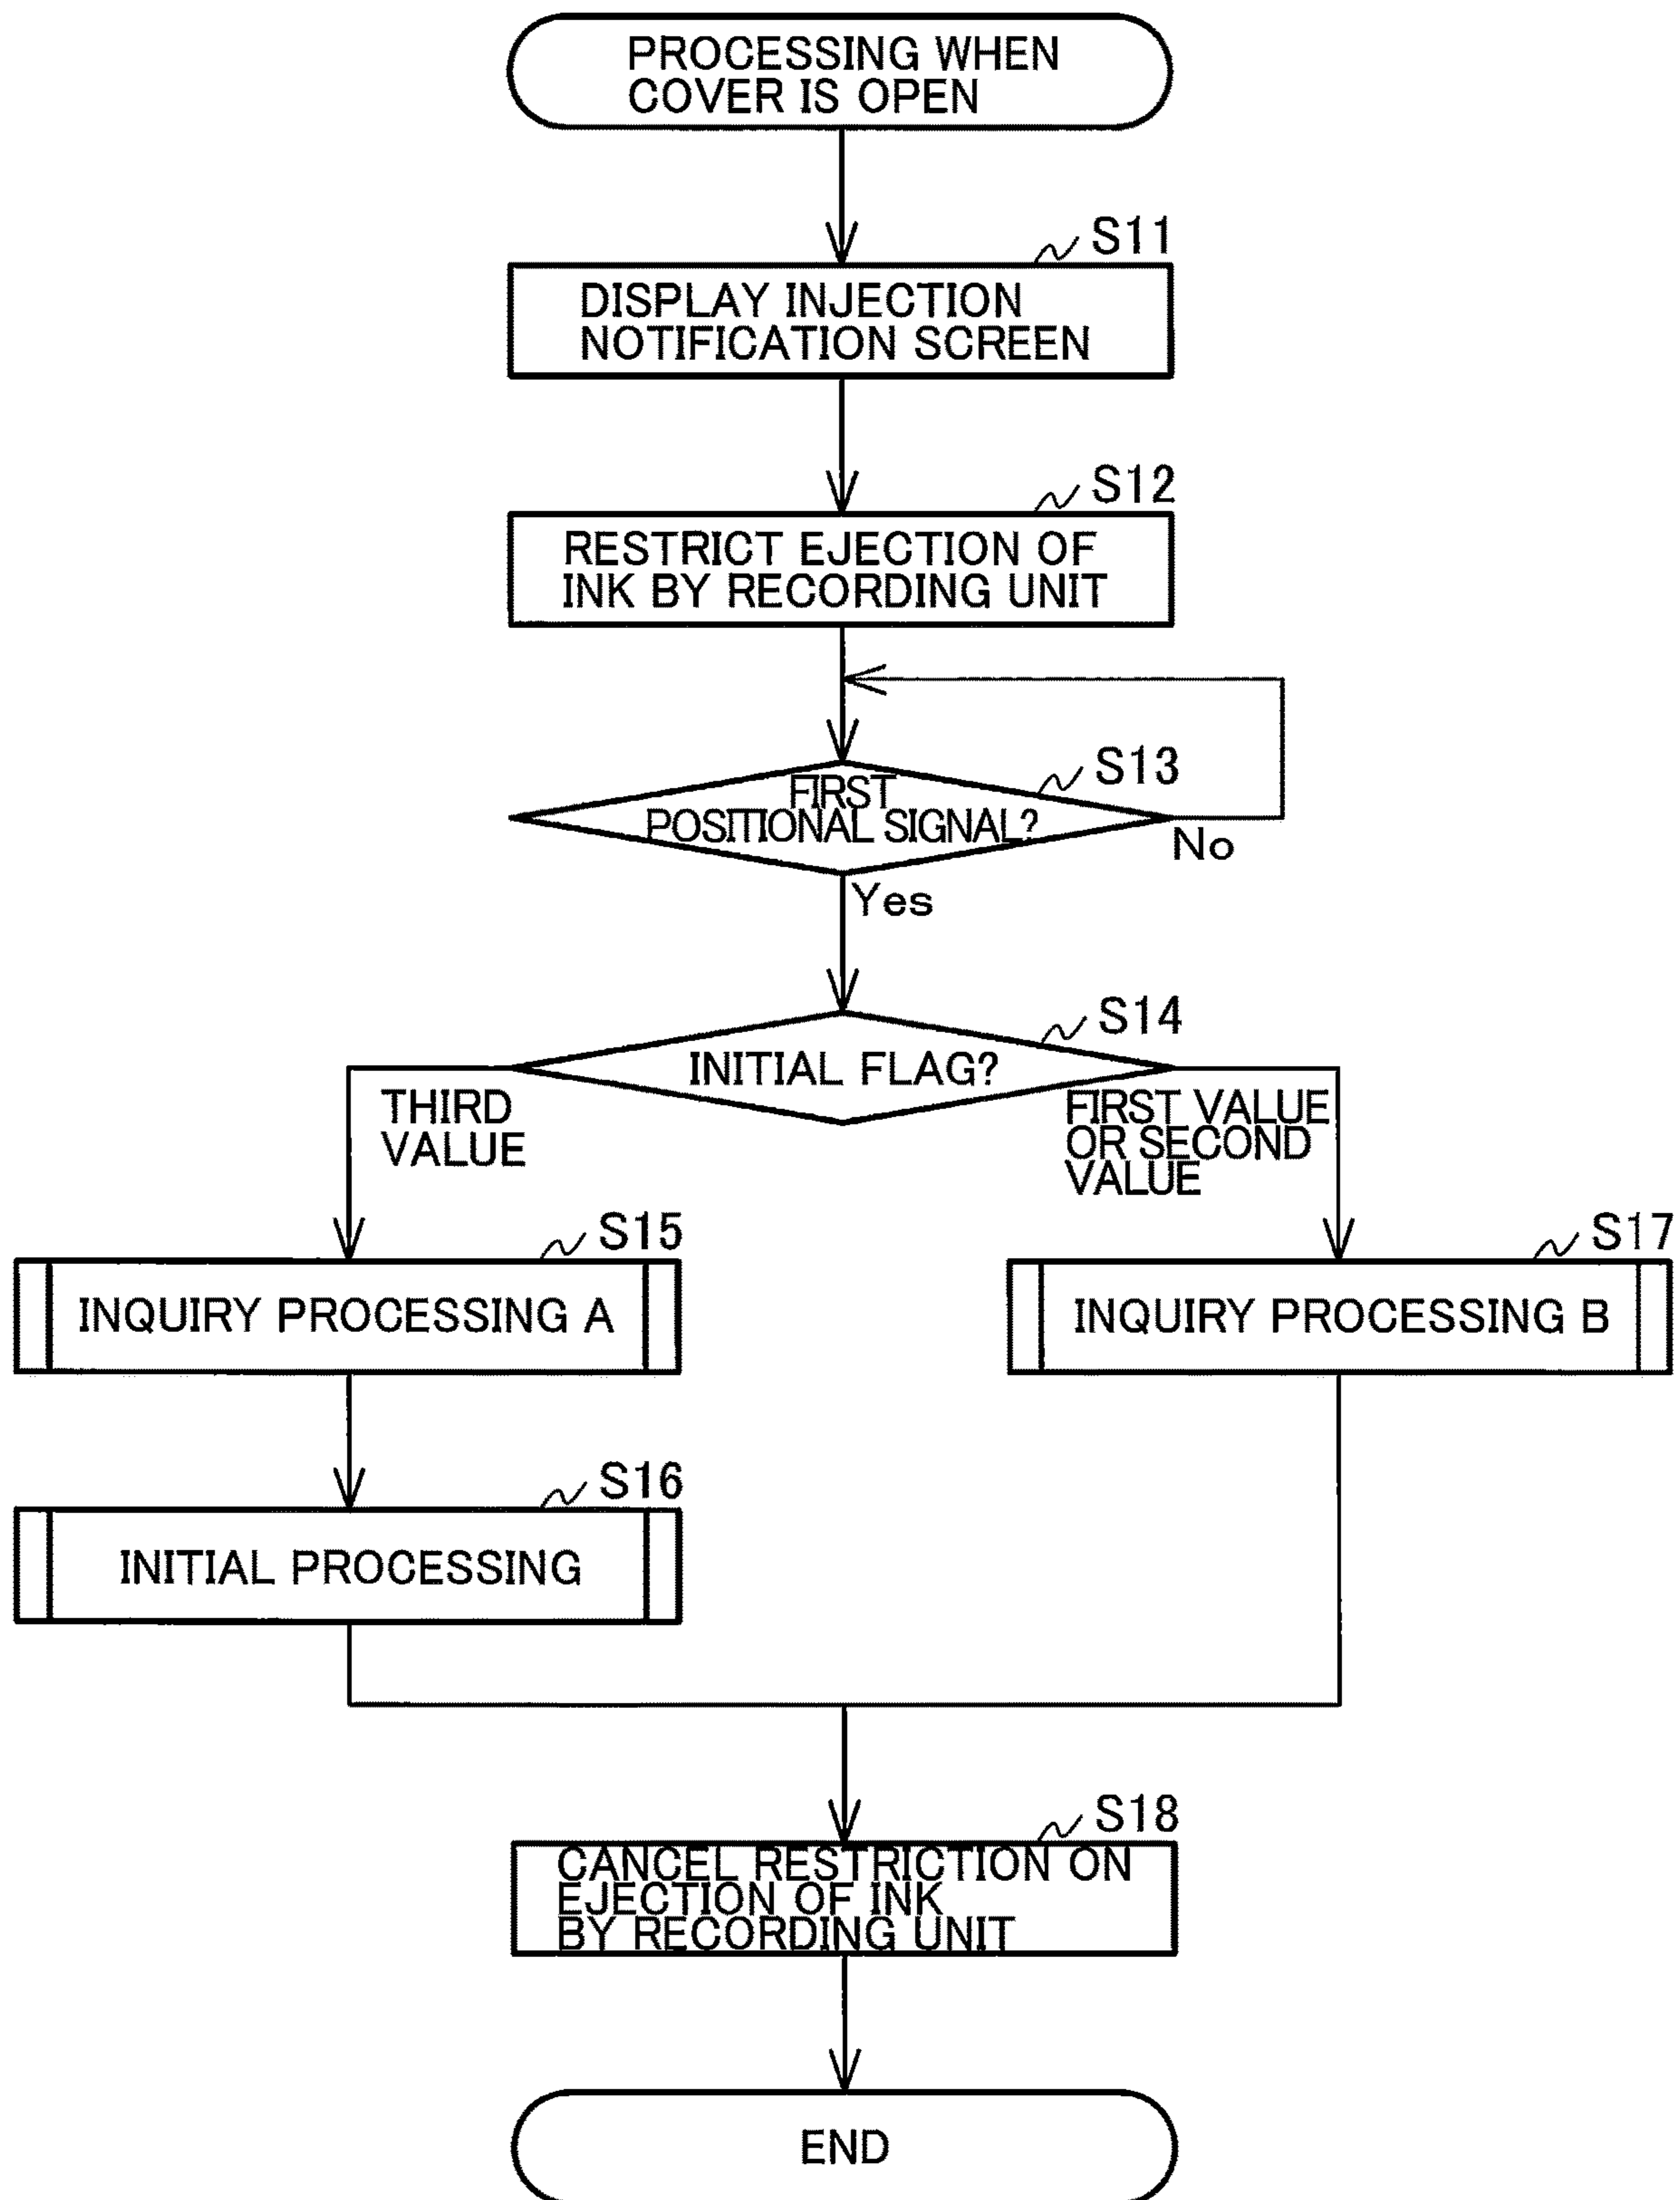 PROCESSING WHEN
COVER IS OPEN
S11
DISPLAY INJECTION
NOTIFICATION SCREEN
S12
RESTRICT EJECTION OF
INK BY RECORDING UNIT
S13
FIRST
POSITIONAL SIGNAL?
No
Yes
S14
INITIAL FLAG?
THIRD
VALUE
FIRST VALUE
OR SECOND
VALUE
S15
INQUIRY PROCESSING A
S17
INQUIRY PROCESSING B
S16
INITIAL PROCESSING
S18
CANCEL RESTRICTION ON
EJECTION OF INK
BY RECORDING UNIT
END